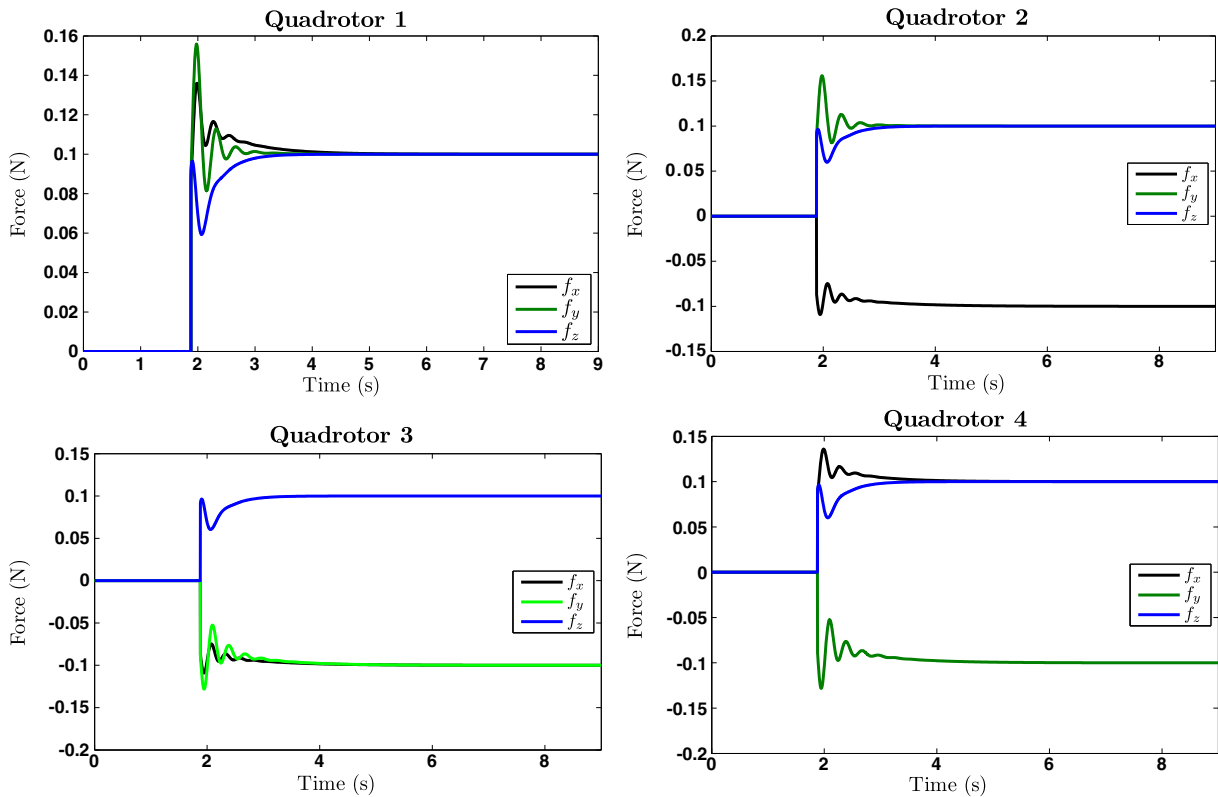 Quadrotor 1
0.16
0.14
0.12
0.1
0.08
0.06
0.04
0.02
0
Force (N)
0 1 2 3 4 5 6 7 8 9
Time (s)
f_x
f_y
f_z
Quadrotor 2
0.2
0.15
0.1
0.05
0
-0.05
-0.1
-0.15
Force (N)
0 2 4 6 8
Time (s)
f_x
f_y
f_z
Quadrotor 3
0.15
0.1
0.05
0
-0.05
-0.1
-0.15
-0.2
Force (N)
0 2 4 6 8
Time (s)
f_x
f_y
f_z
Quadrotor 4
0.15
0.1
0.05
0
-0.05
-0.1
-0.15
-0.2
Force (N)
0 2 4 6 8
Time (s)
f_x
f_y
f_z